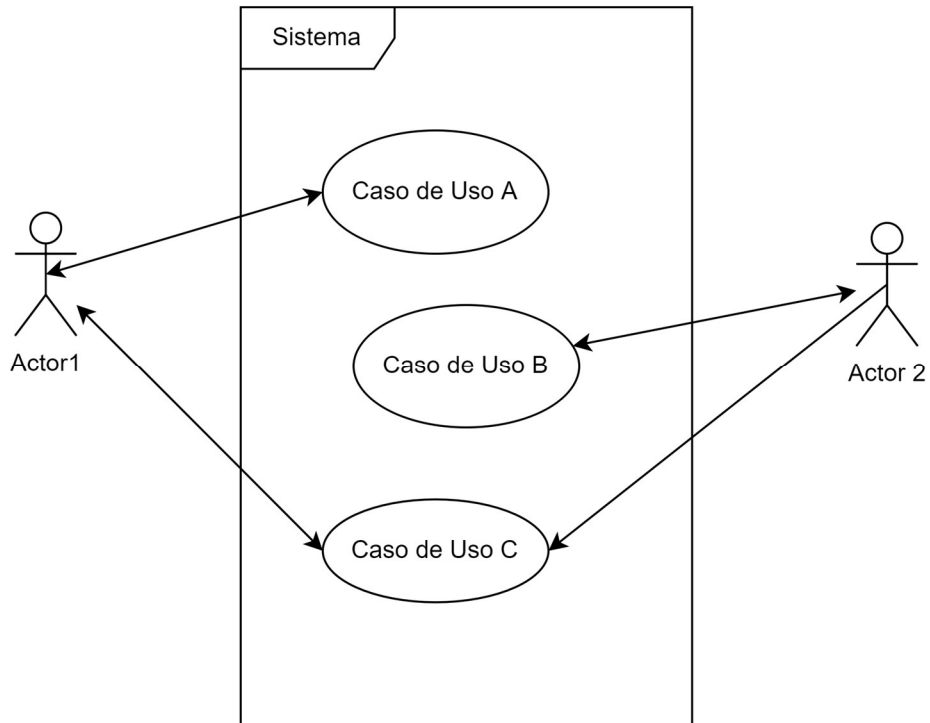 Sistema
Caso de Uso A
Caso de Uso B
Actor1
Actor 2
Caso de Uso C